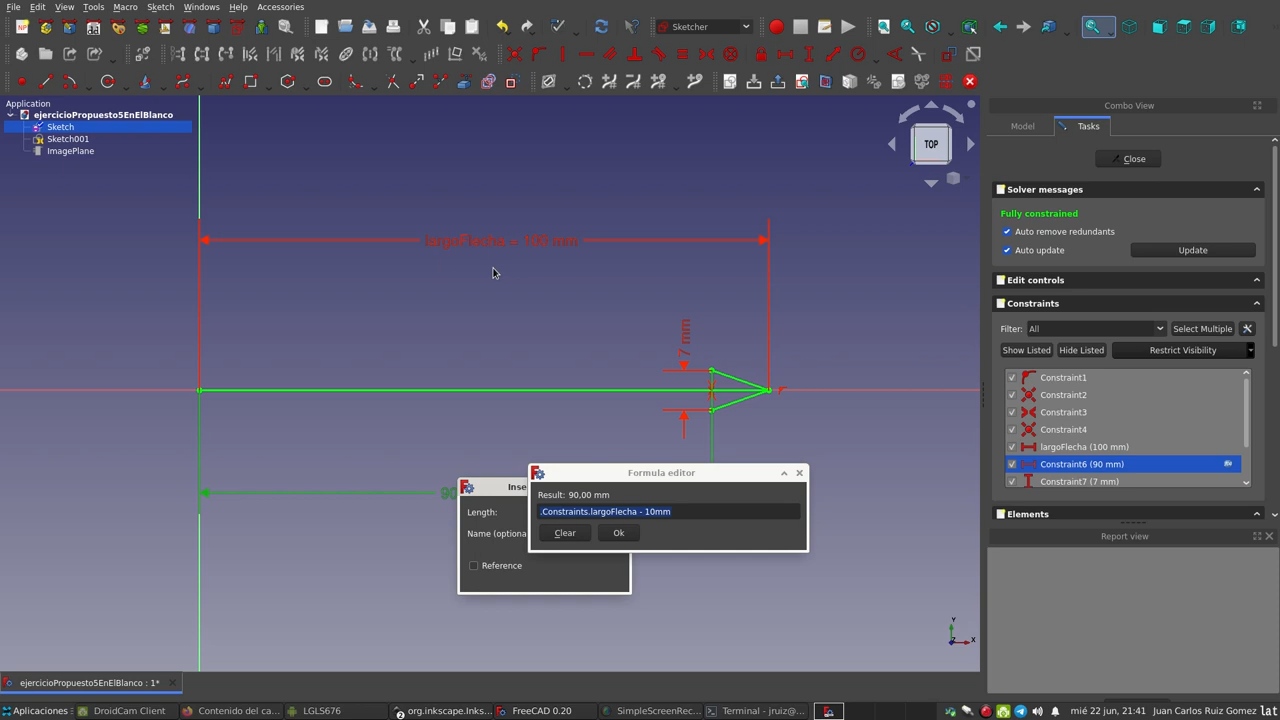 File Edit View Tools Macro Sketch Windows Help Accessories
Sketcher
Application
ejercicioPropuesto5EnElBlanco
Sketch
Sketch001
ImagePlane
TOP
largoFlecha = 100 mm
7 mm
90
Y
Z
X
Combo View
Model
Tasks
Close
Solver messages
Fully constrained
Auto remove redundants
Auto update
Update
Edit controls
Constraints
Filter: All
Select Multiple
Show Listed
Hide Listed
Restrict Visibility
Constraint1
Constraint2
Constraint3
Constraint4
largoFlecha (100 mm)
Constraint6 (90 mm)
Constraint7 (7 mm)
Elements
Report view
Inse
Length:
Name (optiona
Reference
Formula editor
Result: 90,00 mm
.Constraints.largoFlecha - 10mm
Clear
Ok
ejercicioPropuesto5EnElBlanco : 1*
Aplicaciones
DroidCam Client
Contenido del ca...
LGLS676
2
org.inkscape.Inks...
FreeCAD 0.20
SimpleScreenRec...
Terminal - jruiz@...
mié 22 jun, 21:41
Juan Carlos Ruiz Gomez
lat